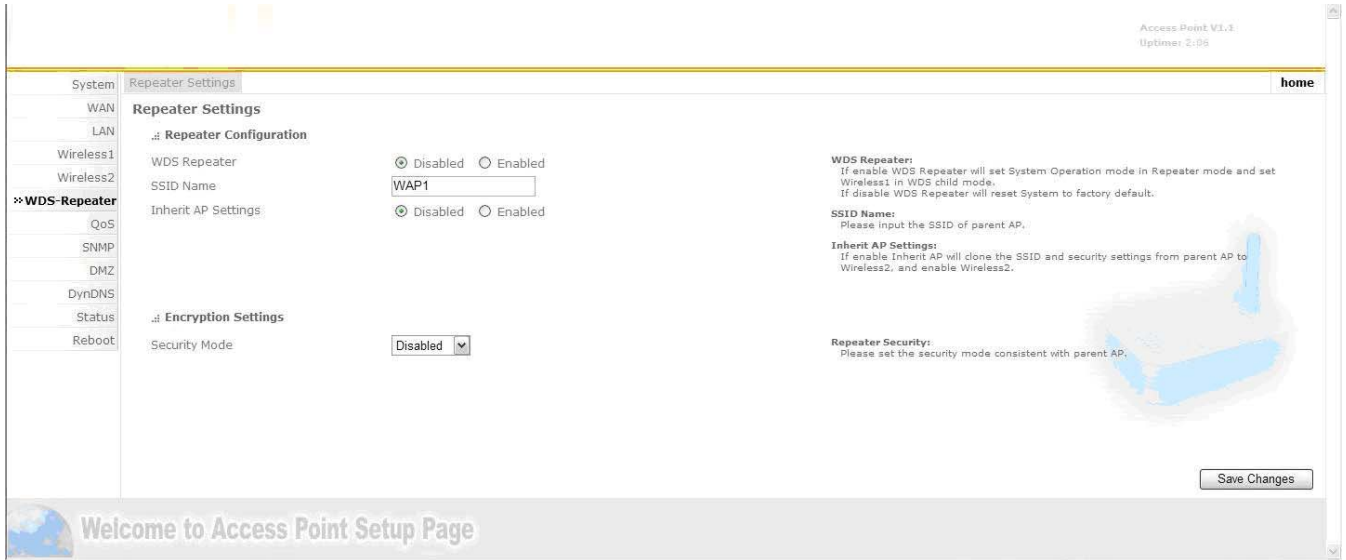 Access Point V1.1
Uptime: 2:06
System
WAN
LAN
Wireless1
Wireless2
»WDS-Repeater
QoS
SNMP
DMZ
DynDNS
Status
Reboot
Repeater Settings
home
Repeater Settings
.:: Repeater Configuration
WDS Repeater
Disabled
Enabled
SSID Name
WAP1
Inherit AP Settings
Disabled
Enabled
WDS Repeater:
If enable WDS Repeater will set System Operation mode in Repeater mode and set
Wireless1 in WDS child mode.
If disable WDS Repeater will reset System to factory default.
SSID Name:
Please input the SSID of parent AP.
Inherit AP Settings:
If enable Inherit AP will clone the SSID and security settings from parent AP to
Wireless2, and enable Wireless2.
.:: Encryption Settings
Security Mode
Disabled
Repeater Security:
Please set the security mode consistent with parent AP.
Save Changes
Welcome to Access Point Setup Page